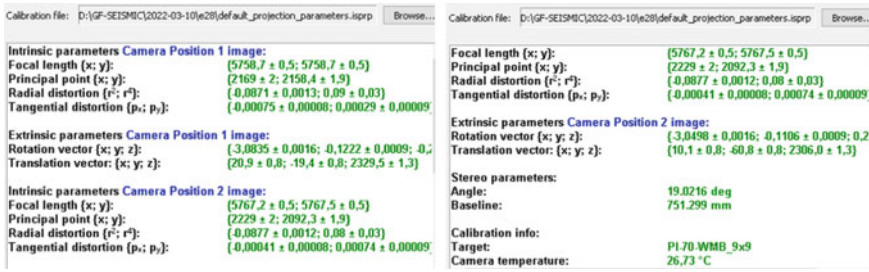 Calibration file: D:\GF-SEISMIC\2022-03-10\e28\default_projection_parameters.isprp Browse...
Intrinsic parameters Camera Position 1 image:
Focal length {x; y}: {5758,7 ± 0,5; 5758,7 ± 0,5}
Principal point {x; y}: {2169 ± 2; 2158,4 ± 1,9}
Radial distortion {r²; r⁴}: {-0,0871 ± 0,0013; 0,09 ± 0,03}
Tangential distortion {pₓ; pᵧ}: {-0,00075 ± 0,00008; 0,00029 ± 0,00009}
Extrinsic parameters Camera Position 1 image:
Rotation vector {x; y; z}: {-3,0835 ± 0,0016; -0,1222 ± 0,0009; -0,2
Translation vector: {x; y; z}: {20,9 ± 0,8; -19,4 ± 0,8; 2329,5 ± 1,3}
Intrinsic parameters Camera Position 2 image:
Focal length {x; y}: {5767,2 ± 0,5; 5767,5 ± 0,5}
Principal point {x; y}: {2229 ± 2; 2092,3 ± 1,9}
Radial distortion {r²; r⁴}: {-0,0877 ± 0,0012; 0,08 ± 0,03}
Tangential distortion {pₓ; pᵧ}: {-0,00041 ± 0,00008; 0,00074 ± 0,00009}
Calibration file: D:\GF-SEISMIC\2022-03-10\e28\default_projection_parameters.isprp Browse...
Focal length {x; y}: {5767,2 ± 0,5; 5767,5 ± 0,5}
Principal point {x; y}: {2229 ± 2; 2092,3 ± 1,9}
Radial distortion {r²; r⁴}: {-0,0877 ± 0,0012; 0,08 ± 0,03}
Tangential distortion {pₓ; pᵧ}: {-0,00041 ± 0,00008; 0,00074 ± 0,00009}
Extrinsic parameters Camera Position 2 image:
Rotation vector {x; y; z}: {-3,0498 ± 0,0016; -0,1106 ± 0,0009; 0,2
Translation vector: {x; y; z}: {10,1 ± 0,8; -60,8 ± 0,8; 2306,0 ± 1,3}
Stereo parameters:
Angle: 19.0216 deg
Baseline: 751.299 mm
Calibration info:
Target: PI-70-WMB_9x9
Camera temperature: 26,73 °C